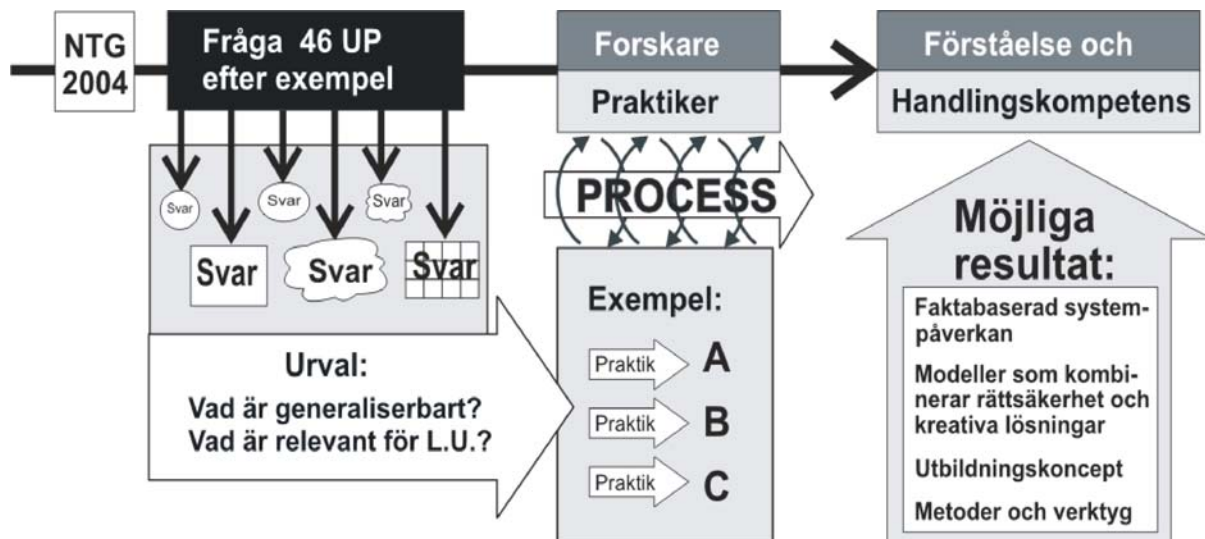 NTG
2004
Fråga 46 UP
efter exempel
Svar
Svar
Svar
Svar
Svar
Svar
Urval:
Vad är generaliserbart?
Vad är relevant för L.U.?
Forskare
Praktiker
PROCESS
Exempel:
Praktik A
Praktik B
Praktik C
Förståelse och
Handlingskompetens
Möjliga
resultat:
Faktabaserad system-
påverkan
Modeller som kombi-
nerar rättsäkerhet och
kreativa lösningar
Utbildningskoncept
Metoder och verktyg